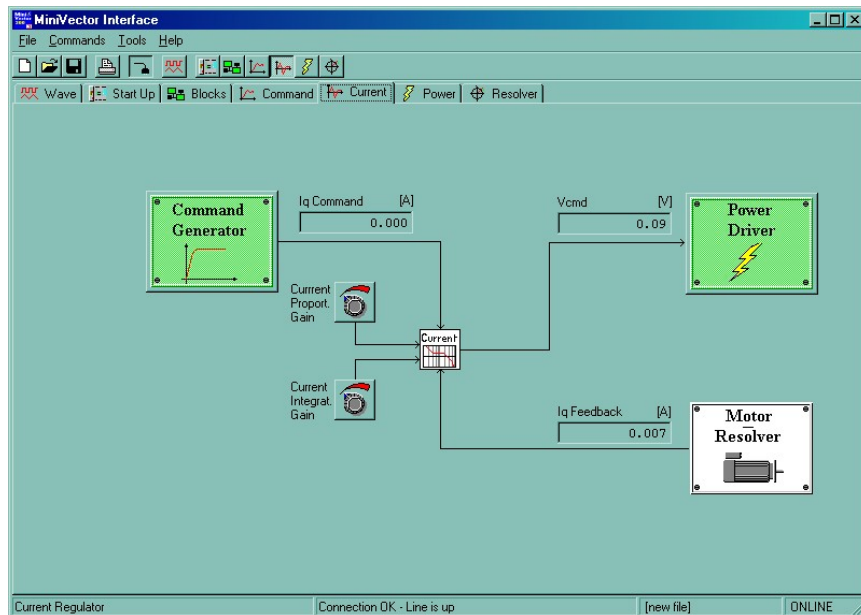 MiniVector Interface
File Commands Tools Help
Wave Start Up Blocks Command Current Power Resolver
Command
Generator
Iq Command [A]
0.000
Vcmd [V]
0.09
Power
Driver
Currrent
Proport.
Gain
Current
Current
Integrat.
Gain
Iq Feedback [A]
0.007
Motor
–
Resolver
Current Regulator Connection OK - Line is up [new file] ONLINE